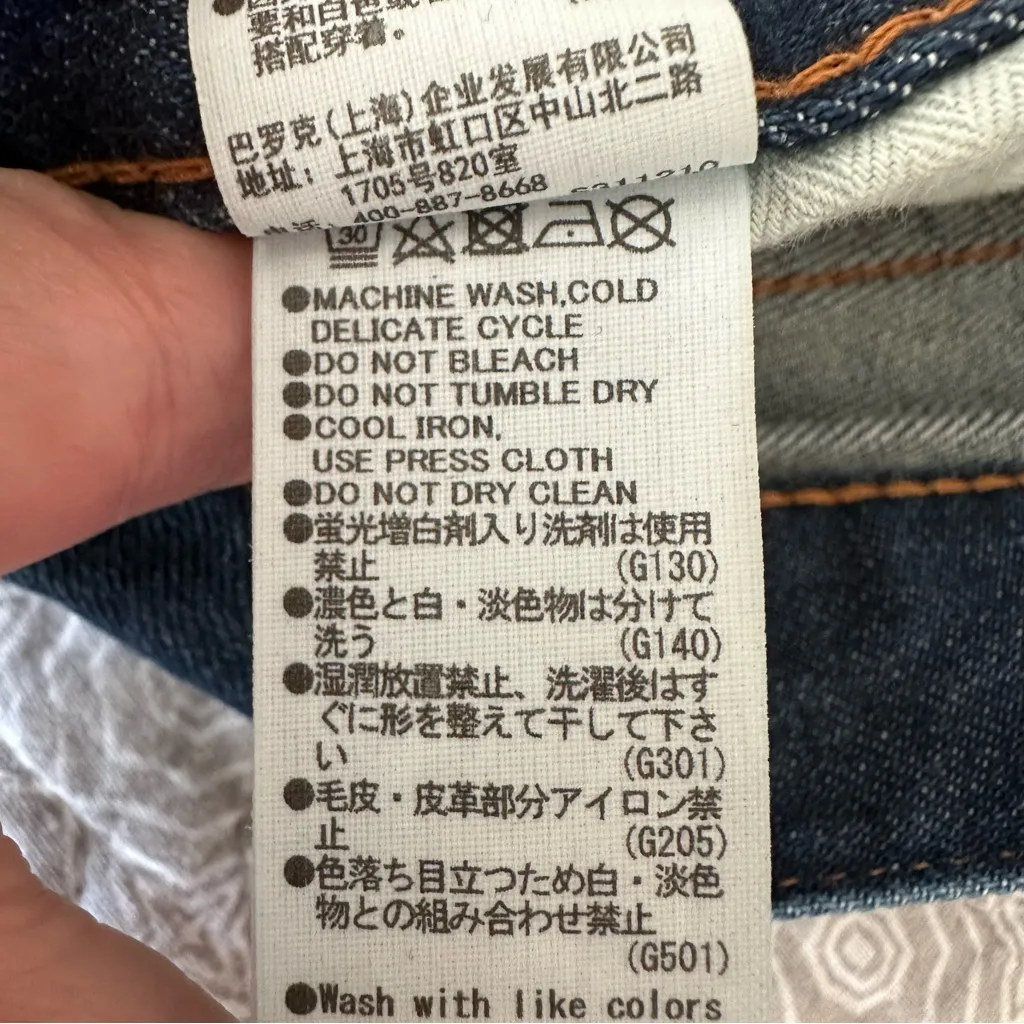 要和白色或
搭配穿着。
巴罗克(上海)企业发展有限公司
地址：上海市虹口区中山北二路
1705号820室
400-887-8668
30
●MACHINE WASH,COLD
DELICATE CYCLE
●DO NOT BLEACH
●DO NOT TUMBLE DRY
●COOL IRON,
USE PRESS CLOTH
●DO NOT DRY CLEAN
●蛍光増白剤入り洗剤は使用
禁止 (G130)
●濃色と白・淡色物は分けて
洗う (G140)
●湿潤放置禁止、洗濯後はす
ぐに形を整えて干して下さ
い (G301)
●毛皮・皮革部分アイロン禁
止 (G205)
●色落ち目立つため白・淡色
物との組み合わせ禁止
(G501)
●Wash with like colors